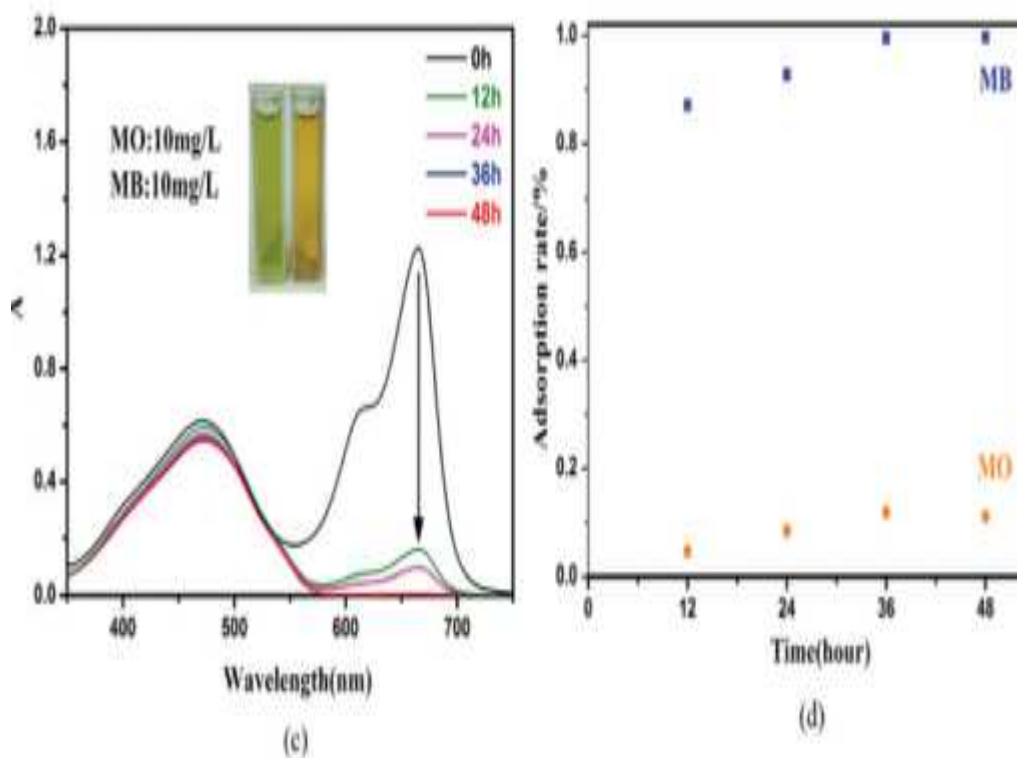 2.0
1.6
1.2
0.8
0.4
0.0
A
400
500
600
700
Wavelength(nm)
MO:10mg/L
MB:10mg/L
0h
12h
24h
36h
48h
(c)
1.0
0.8
0.6
0.4
0.2
0.0
Adsorption rate/%
0
12
24
36
48
Time(hour)
MB
MO
(d)